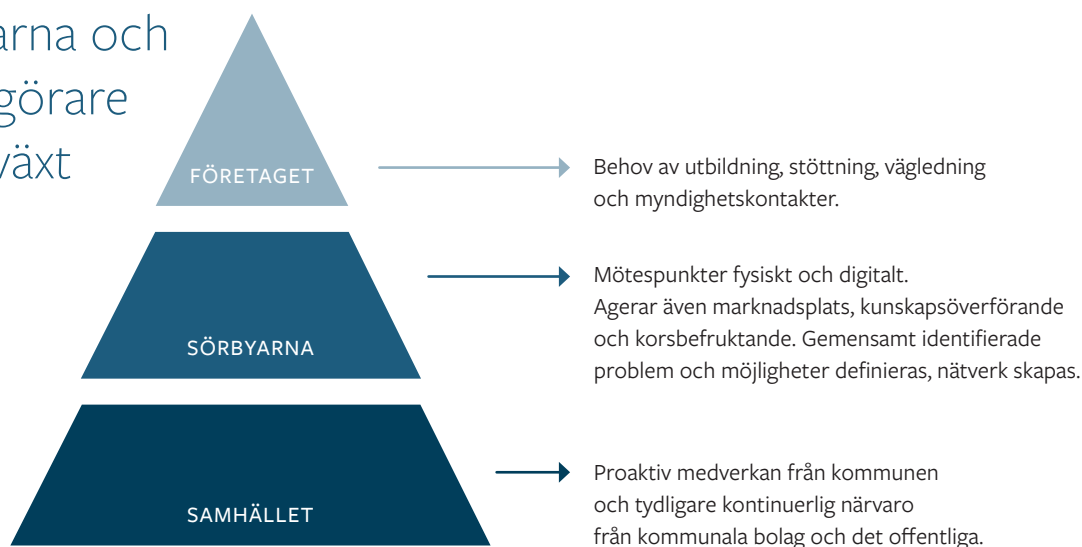 arna och
görare
växt
FÖRETAGET
Behov av utbildning, stöttning, vägledning
och myndighetskontakter.
SÖRBYARNA
Mötespunkter fysiskt och digitalt.
Agerar även marknadsplats, kunskapsöverförande
och korsbefruktande. Gemensamt identifierade
problem och möjligheter definieras, nätverk skapas.
SAMHÄLLET
Proaktiv medverkan från kommunen
och tydligare kontinuerlig närvaro
från kommunala bolag och det offentliga.